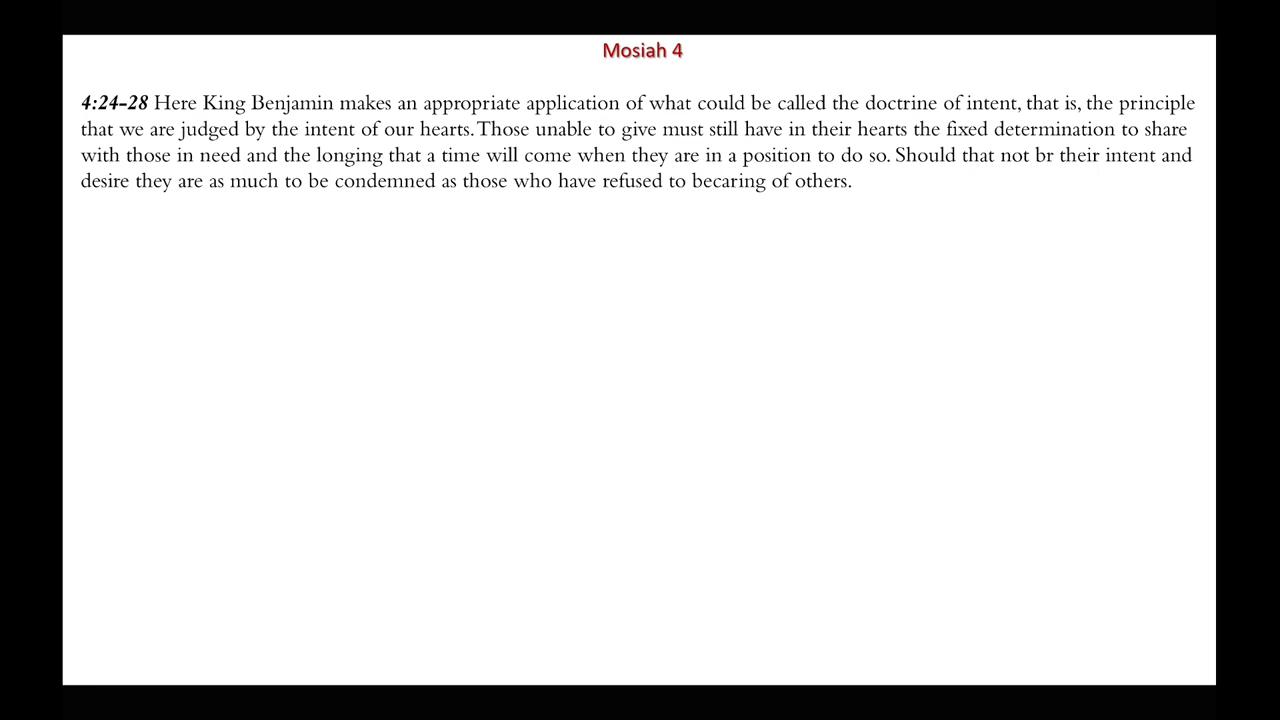 Mosiah 4
4:24-28 Here King Benjamin makes an appropriate application of what could be called the doctrine of intent, that is, the principle
that we are judged by the intent of our hearts. Those unable to give must still have in their hearts the fixed determination to share
with those in need and the longing that a time will come when they are in a position to do so. Should that not br their intent and
desire they are as much to be condemned as those who have refused to becaring of others.